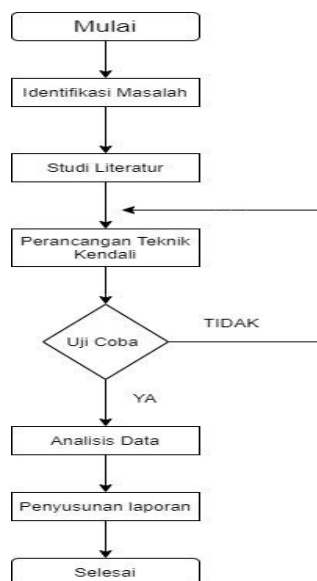 Mulai
Identifikasi Masalah
Studi Literatur
Perancangan Teknik
Kendali
Uji Coba
TIDAK
YA
Analisis Data
Penyusunan laporan
Selesai